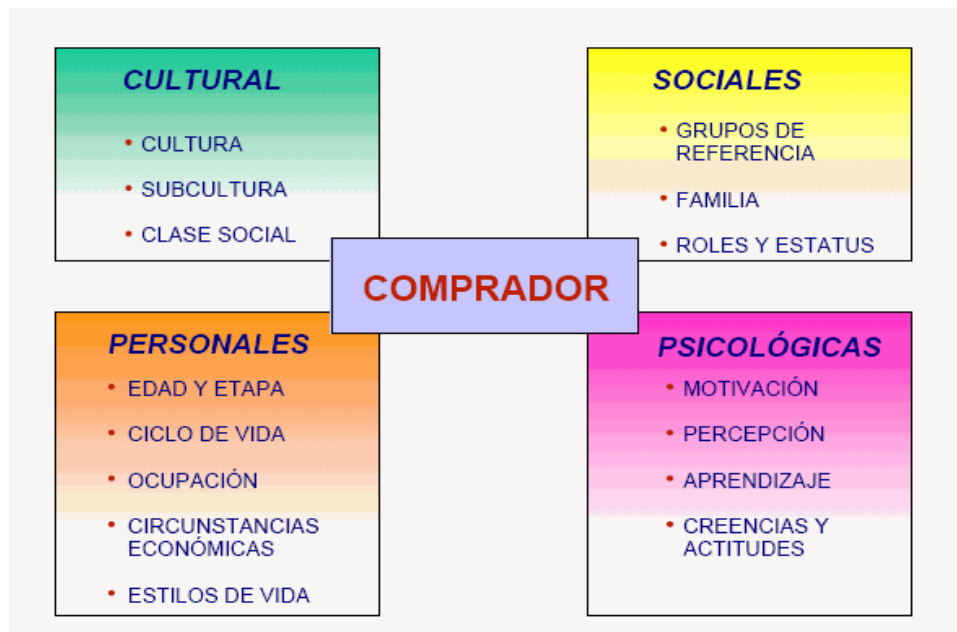 CULTURAL
• CULTURA
• SUBCULTURA
• CLASE SOCIAL
SOCIALES
• GRUPOS DE
REFERENCIA
• FAMILIA
• ROLES Y ESTATUS
COMPRADOR
PERSONALES
• EDAD Y ETAPA
• CICLO DE VIDA
• OCUPACIÓN
• CIRCUNSTANCIAS
ECONÓMICAS
• ESTILOS DE VIDA
PSICOLÓGICAS
• MOTIVACIÓN
• PERCEPCIÓN
• APRENDIZAJE
• CREENCIAS Y
ACTITUDES